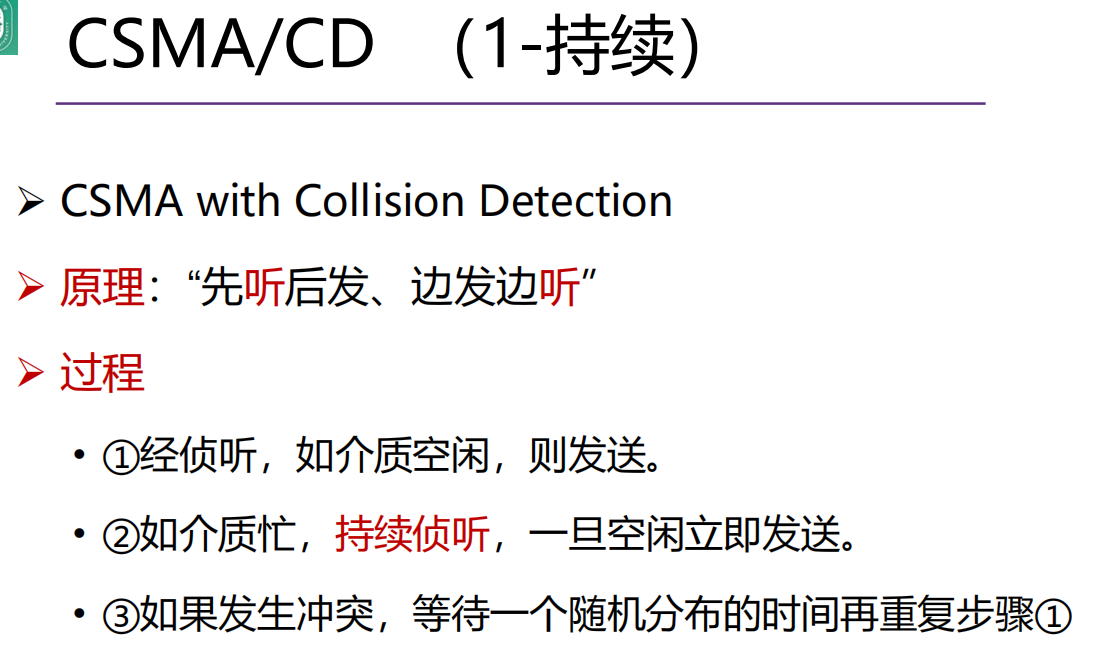 CSMA/CD （1-持续）
➢ CSMA with Collision Detection
➢ 原理：“先听后发、边发边听”
➢ 过程
• ①经侦听，如介质空闲，则发送。
• ②如介质忙，持续侦听，一旦空闲立即发送。
• ③如果发生冲突，等待一个随机分布的时间再重复步骤①